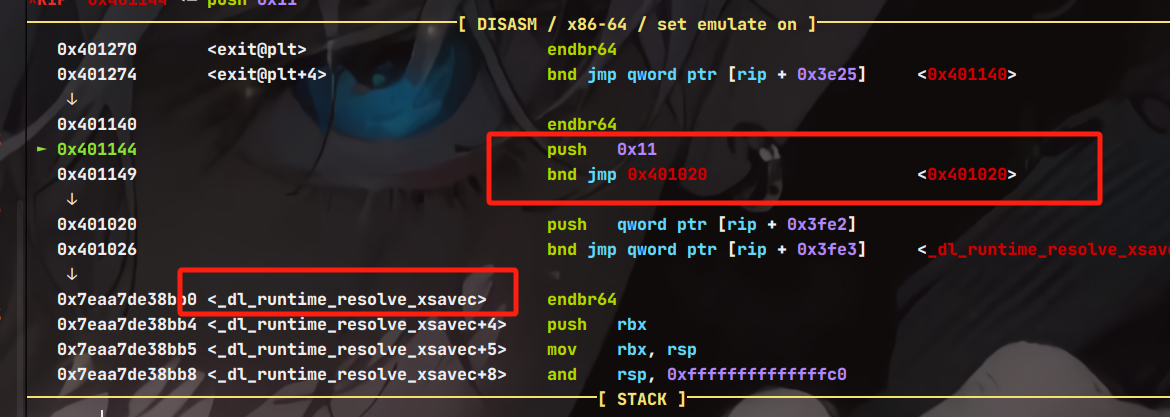 *RIP 0x401144 ◂— push 0x11
[ DISASM / x86-64 / set emulate on ]
0x401270 <exit@plt> endbr64
0x401274 <exit@plt+4> bnd jmp qword ptr [rip + 0x3e25] <0x401140>
↓
0x401140 endbr64
► 0x401144 push 0x11
0x401149 bnd jmp 0x401020 <0x401020>
↓
0x401020 push qword ptr [rip + 0x3fe2]
0x401026 bnd jmp qword ptr [rip + 0x3fe3] <_dl_runtime_resolve_xsave
↓
0x7eaa7de38bb0 <_dl_runtime_resolve_xsavec> endbr64
0x7eaa7de38bb4 <_dl_runtime_resolve_xsavec+4> push rbx
0x7eaa7de38bb5 <_dl_runtime_resolve_xsavec+5> mov rbx, rsp
0x7eaa7de38bb8 <_dl_runtime_resolve_xsavec+8> and rsp, 0xffffffffffffffc0
[ STACK ]